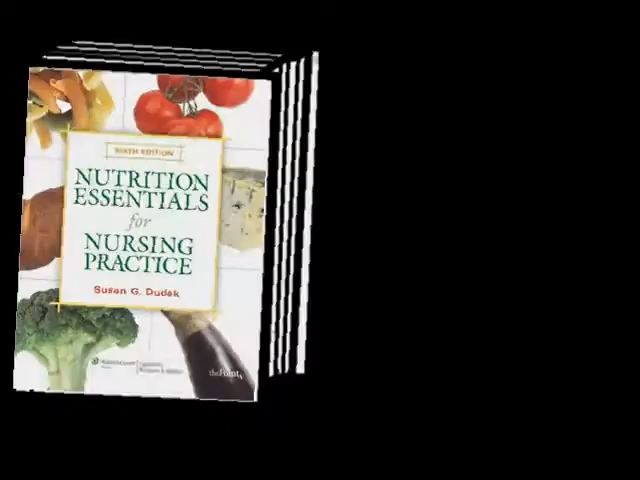 SIXTH EDITION
NUTRITION
ESSENTIALS
for
NURSING
PRACTICE
Susan G. Dudek
thePoint